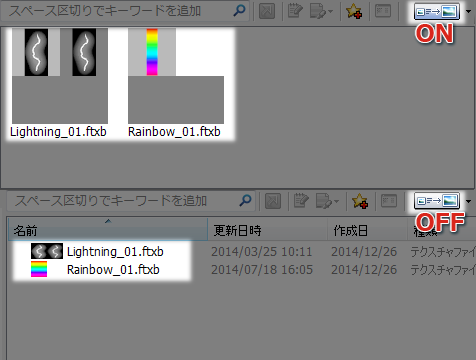 スペース区切りでキーワードを追加
ON
Lightning_01.ftxb Rainbow_01.ftxb
スペース区切りでキーワードを追加
OFF
名前 更新日時 作成日 種類
Lightning_01.ftxb 2014/03/25 10:11 2014/12/26 テクスチャファイ
Rainbow_01.ftxb 2014/07/18 16:05 2014/12/26 テクスチャファイ